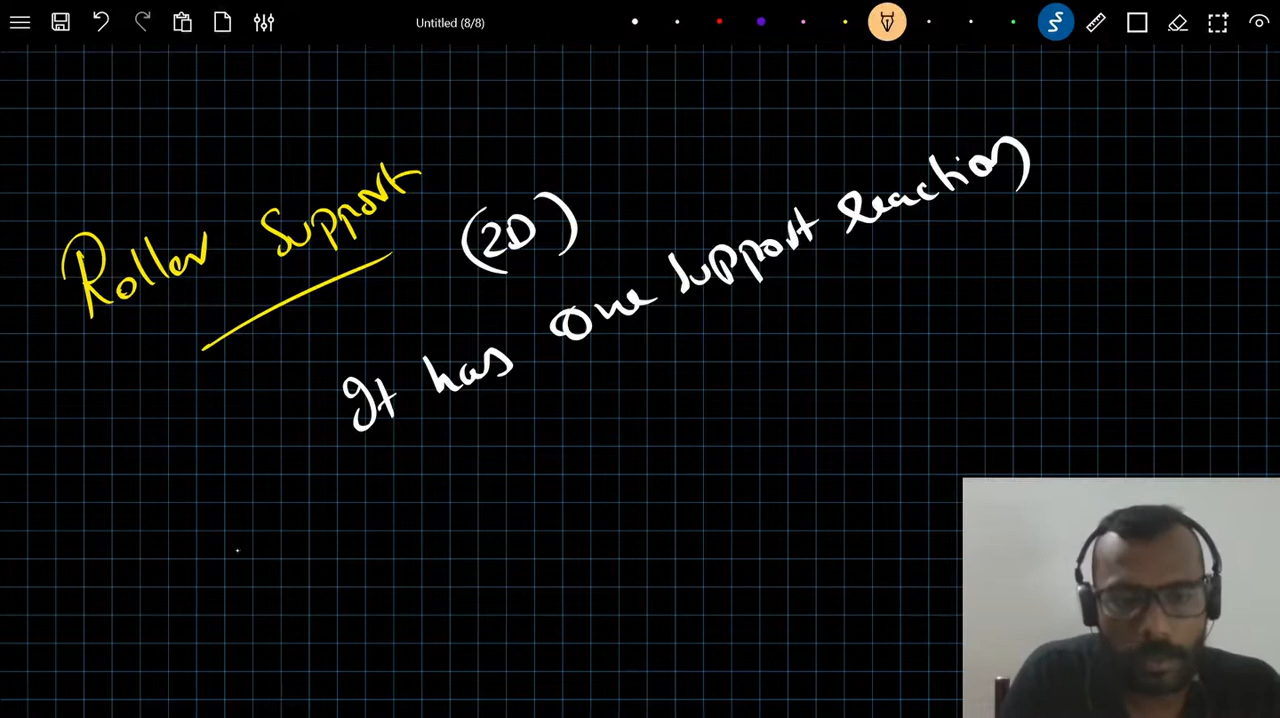 Untitled (8/8)
Roller Support (2D)
It has One Support Reaction